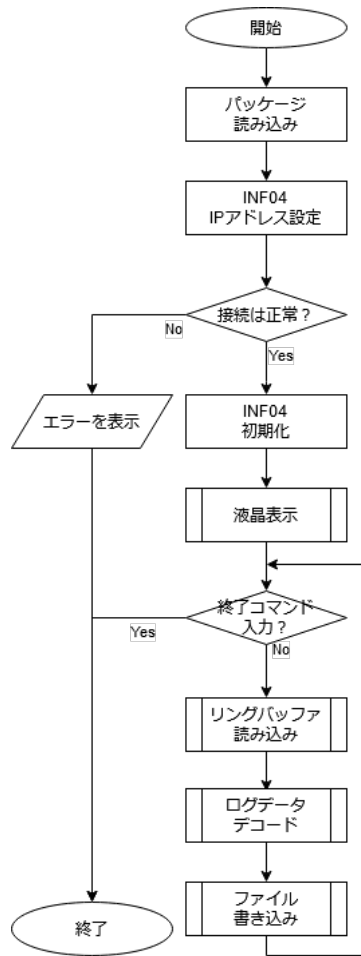 開始
パッケージ
読み込み
INF04
IPアドレス設定
接続は正常？
No
Yes
エラーを表示
INF04
初期化
液晶表示
終了コマンド
入力？
Yes
No
リングバッファ
読み込み
ログデータ
デコード
ファイル
書き込み
終了